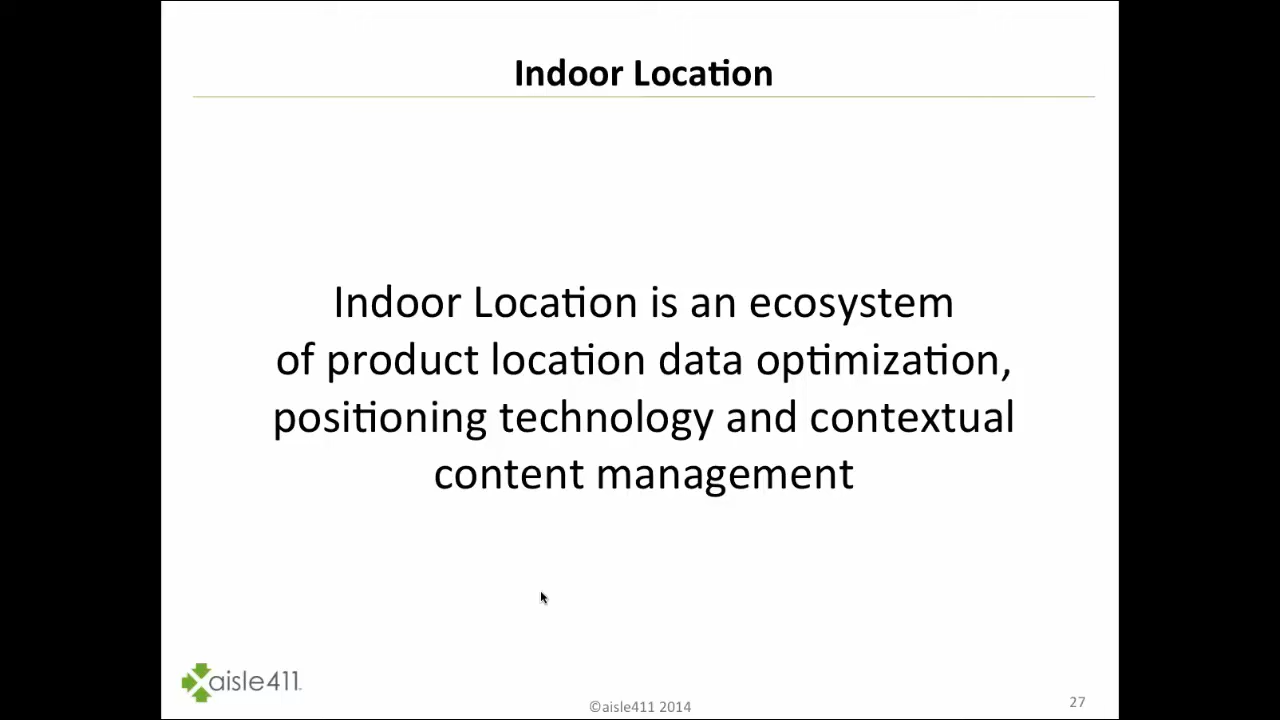 Indoor Location
Indoor Location is an ecosystem
of product location data optimization,
positioning technology and contextual
content management
aisle411
©aisle411 2014
27